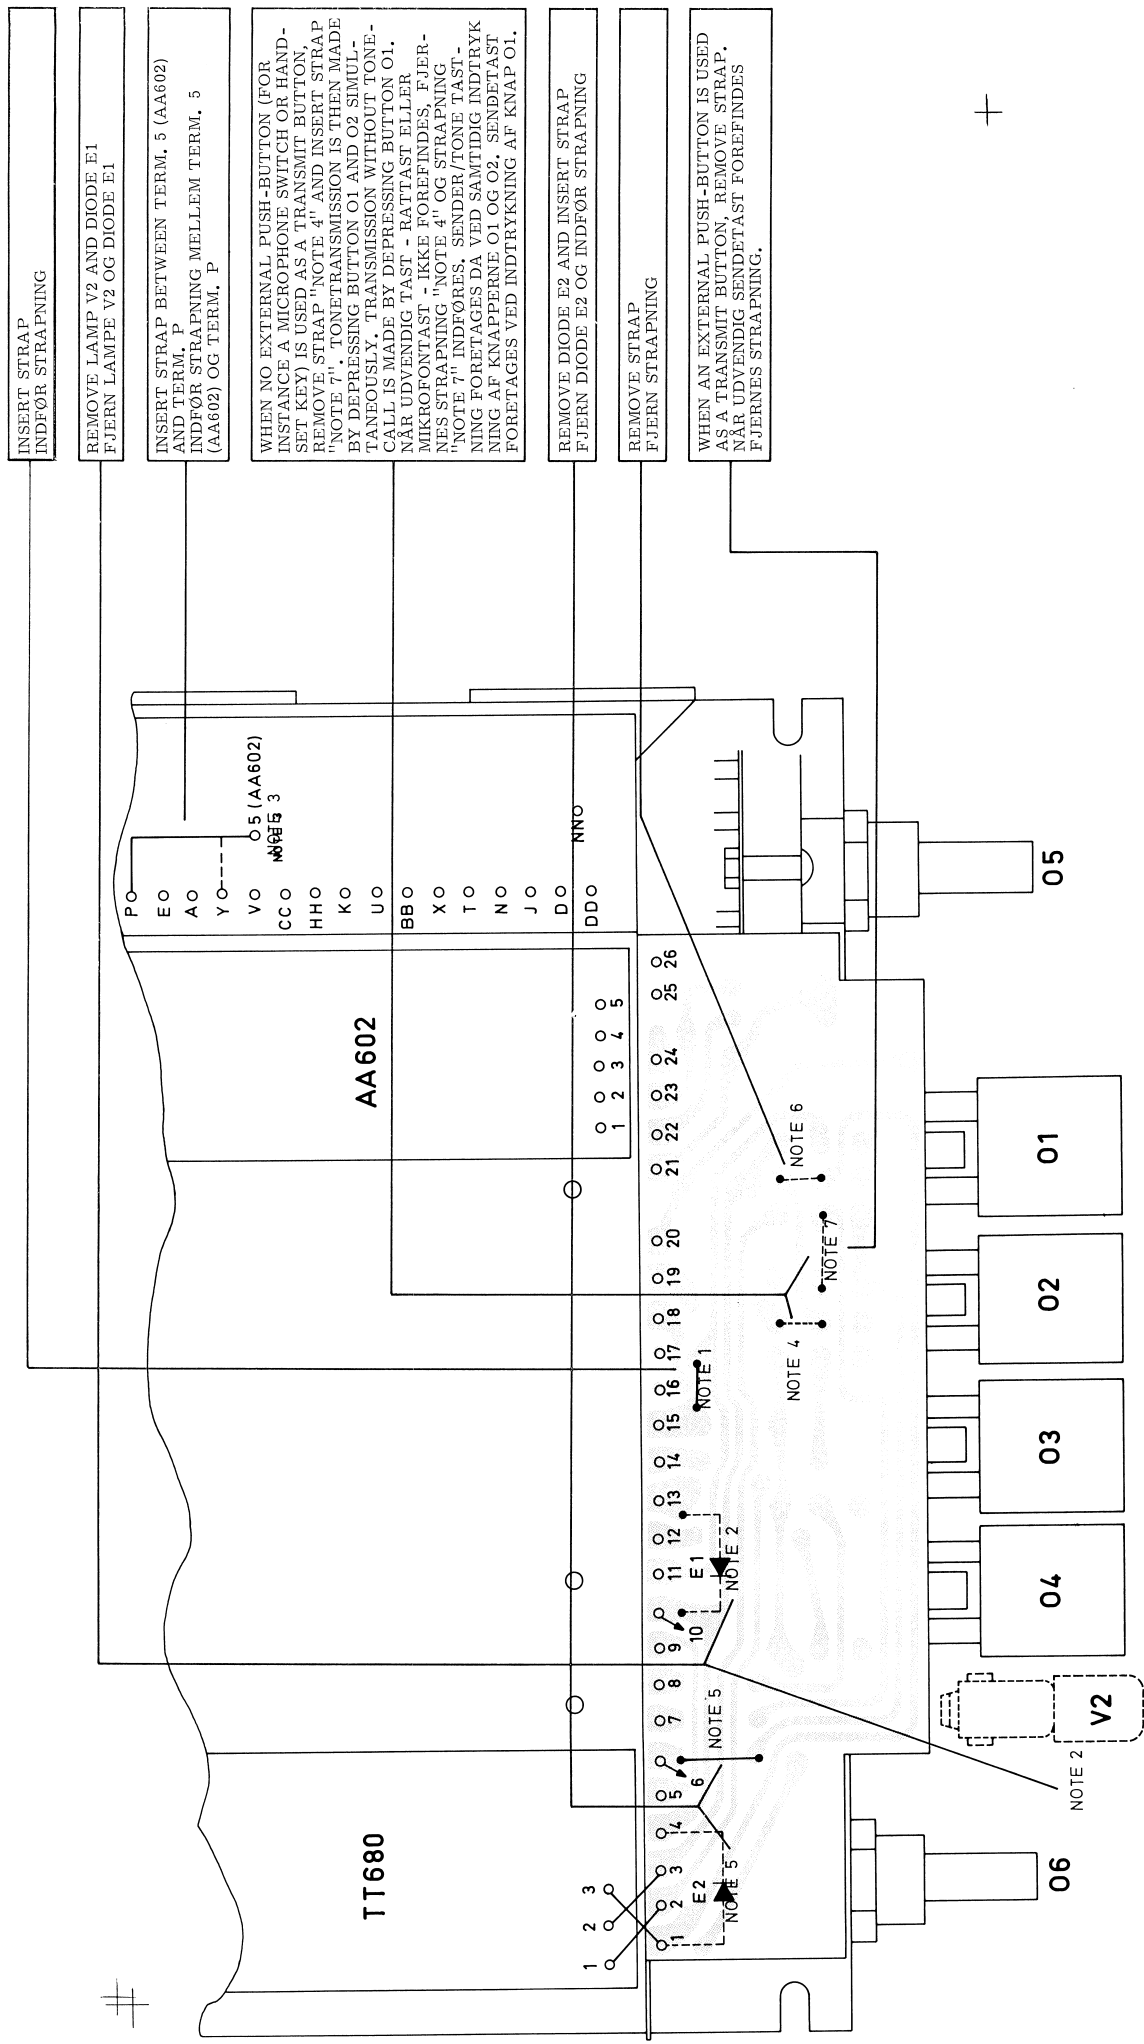 INSERT STRAP
INDFØR STRAPNING
REMOVE LAMP V2 AND DIODE E1
FJERN LAMPE V2 OG DIODE E1
INSERT STRAP BETWEEN TERM. 5 (AA602)
AND TERM. P
INDFØR STRAPNING MELLEM TERM. 5
(AA602) OG TERM. P
WHEN NO EXTERNAL PUSH-BUTTON (FOR
INSTANCE A MICROPHONE SWITCH OR HAND-
SET KEY) IS USED AS A TRANSMIT BUTTON,
REMOVE STRAP "NOTE 4" AND INSERT STRAP
"NOTE 7". TONETRANSMISSION IS THEN MADE
BY DEPRESSING BUTTON O1 AND O2 SIMUL-
TANEOUSLY. TRANSMISSION WITHOUT TONE-
CALL IS MADE BY DEPRESSING BUTTON O1.
NÅR UDVENDIG TAST - RATTAST ELLER
MIKROFONTAST - IKKE FOREFINDES, FJER-
NES STRAPNING "NOTE 4" OG STRAPNING
"NOTE 7" INDFØRES. SENDER/TONE TAST-
NING FORETAGES DA VED SAMTIDIG INDTRYK
NING AF KNAPPERNE O1 OG O2. SENDETAST
FORETAGES VED INDTRYKNING AF KNAP O1.
REMOVE DIODE E2 AND INSERT STRAP
FJERN DIODE E2 OG INDFØR STRAPNING
REMOVE STRAP
FJERN STRAPNING
WHEN AN EXTERNAL PUSH-BUTTON IS USED
AS A TRANSMIT BUTTON, REMOVE STRAP.
NÅR UDVENDIG SENDETAST FOREFINDES
FJERNES STRAPNING.
P
E
A
Y
V
CC
HH
K
U
BB
X
T
N
J
D
DD
5 (AA602)
NOTE 3
NN
AA602
1 2 3 4 5
TT680
1 2 3
1 2 3 4 5 6 7 8 9 10 11 12 13 14 15 16 17 18 19 20 21 22 23 24 25 26
E2
NOTE 5
NOTE 5
E1
NOTE 2
NOTE 1
NOTE 4
NOTE 7
NOTE 6
NOTE 2
O6
V2
O4
O3
O2
O1
O5